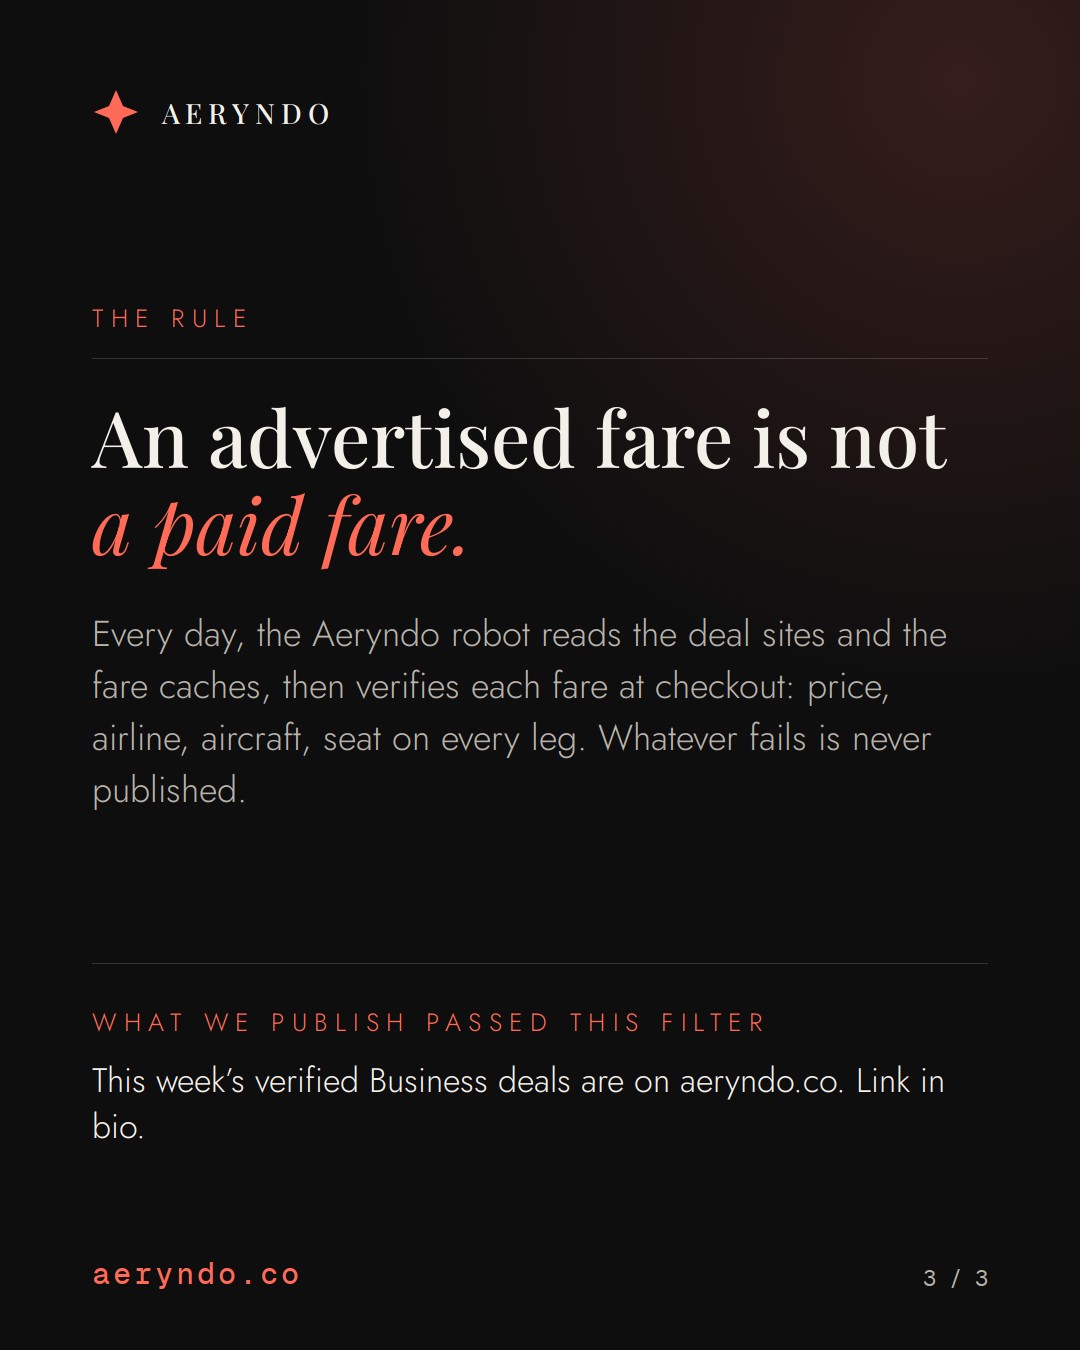 AERYNDO
THE RULE
An advertised fare is not
a paid fare.
Every day, the Aeryndo robot reads the deal sites and the
fare caches, then verifies each fare at checkout: price,
airline, aircraft, seat on every leg. Whatever fails is never
published.
WHAT WE PUBLISH PASSED THIS FILTER
This week’s verified Business deals are on aeryndo.co. Link in
bio.
aeryndo.co
3 / 3